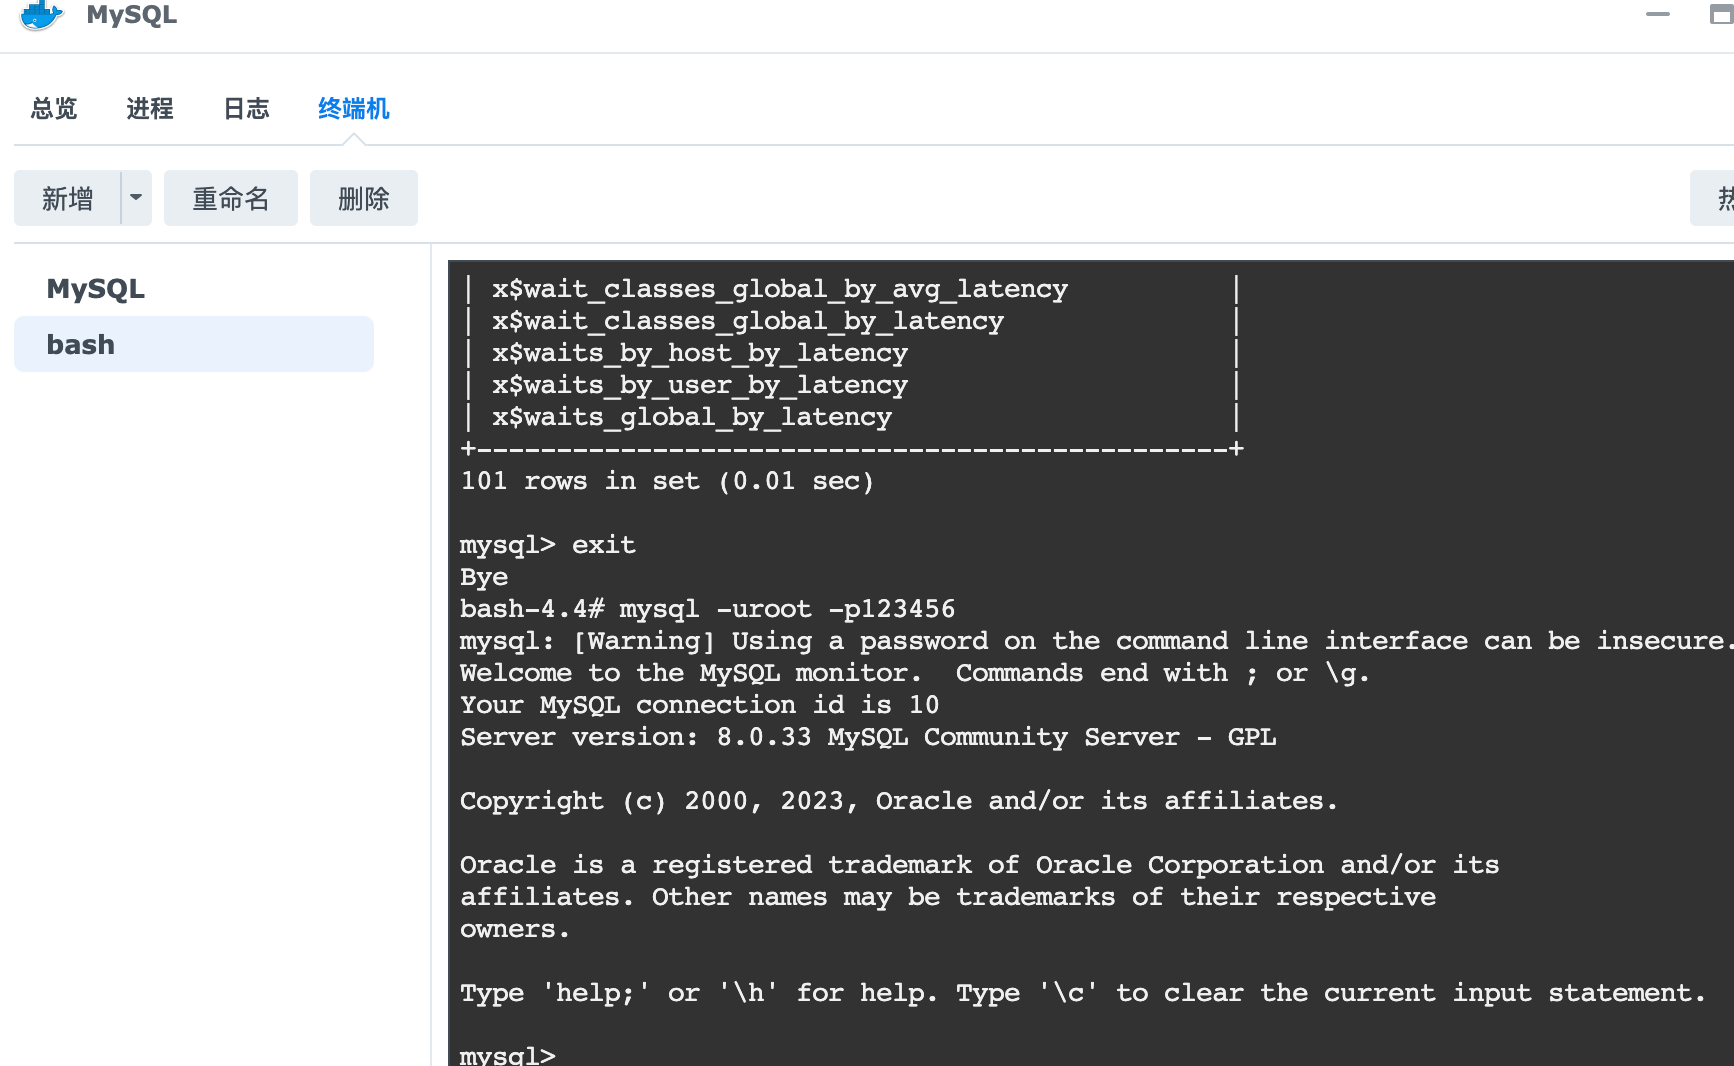 MySQL
总览 进程 日志 终端机
新增 重命名 删除
MySQL
bash
| x$wait_classes_global_by_avg_latency |
| x$wait_classes_global_by_latency |
| x$waits_by_host_by_latency |
| x$waits_by_user_by_latency |
| x$waits_global_by_latency |
+-----------------------------------------------+
101 rows in set (0.01 sec)
mysql> exit
Bye
bash-4.4# mysql -uroot -p123456
mysql: [Warning] Using a password on the command line interface can be insecure.
Welcome to the MySQL monitor.  Commands end with ; or \g.
Your MySQL connection id is 10
Server version: 8.0.33 MySQL Community Server - GPL
Copyright (c) 2000, 2023, Oracle and/or its affiliates.
Oracle is a registered trademark of Oracle Corporation and/or its
affiliates. Other names may be trademarks of their respective
owners.
Type 'help;' or '\h' for help. Type '\c' to clear the current input statement.
mysql>